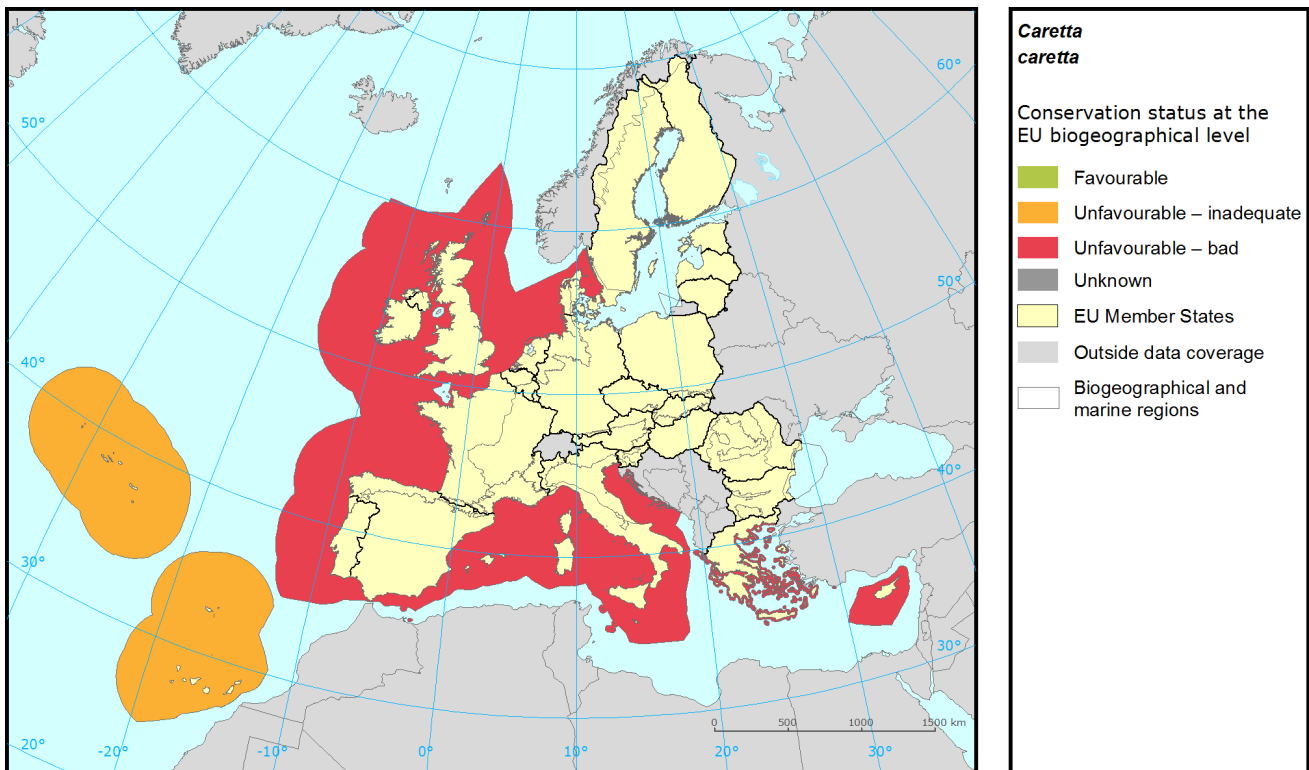 60°
50°
50°
40°
40°
30°
30°
20°
-20°
-10°
0°
10°
20°
30°
0 500 1000 1500 km
Caretta
caretta
Conservation status at the
EU biogeographical level
Favourable
Unfavourable – inadequate
Unfavourable – bad
Unknown
EU Member States
Outside data coverage
Biogeographical and
marine regions